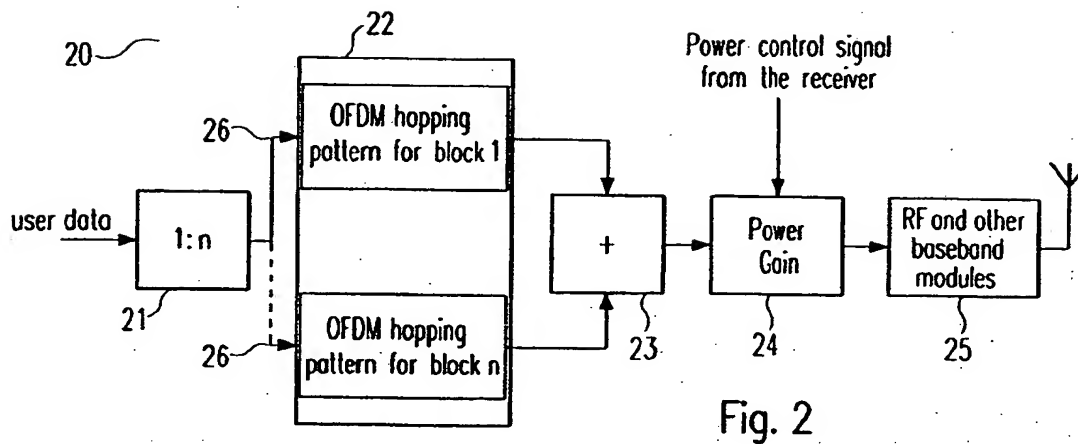 20
22
Power control signal
from the receiver
26
OFDM hopping
pattern for block 1
user data
1:n
21
+
23
Power
Gain
24
RF and other
baseband
modules
25
26
OFDM hopping
pattern for block n
Fig. 2